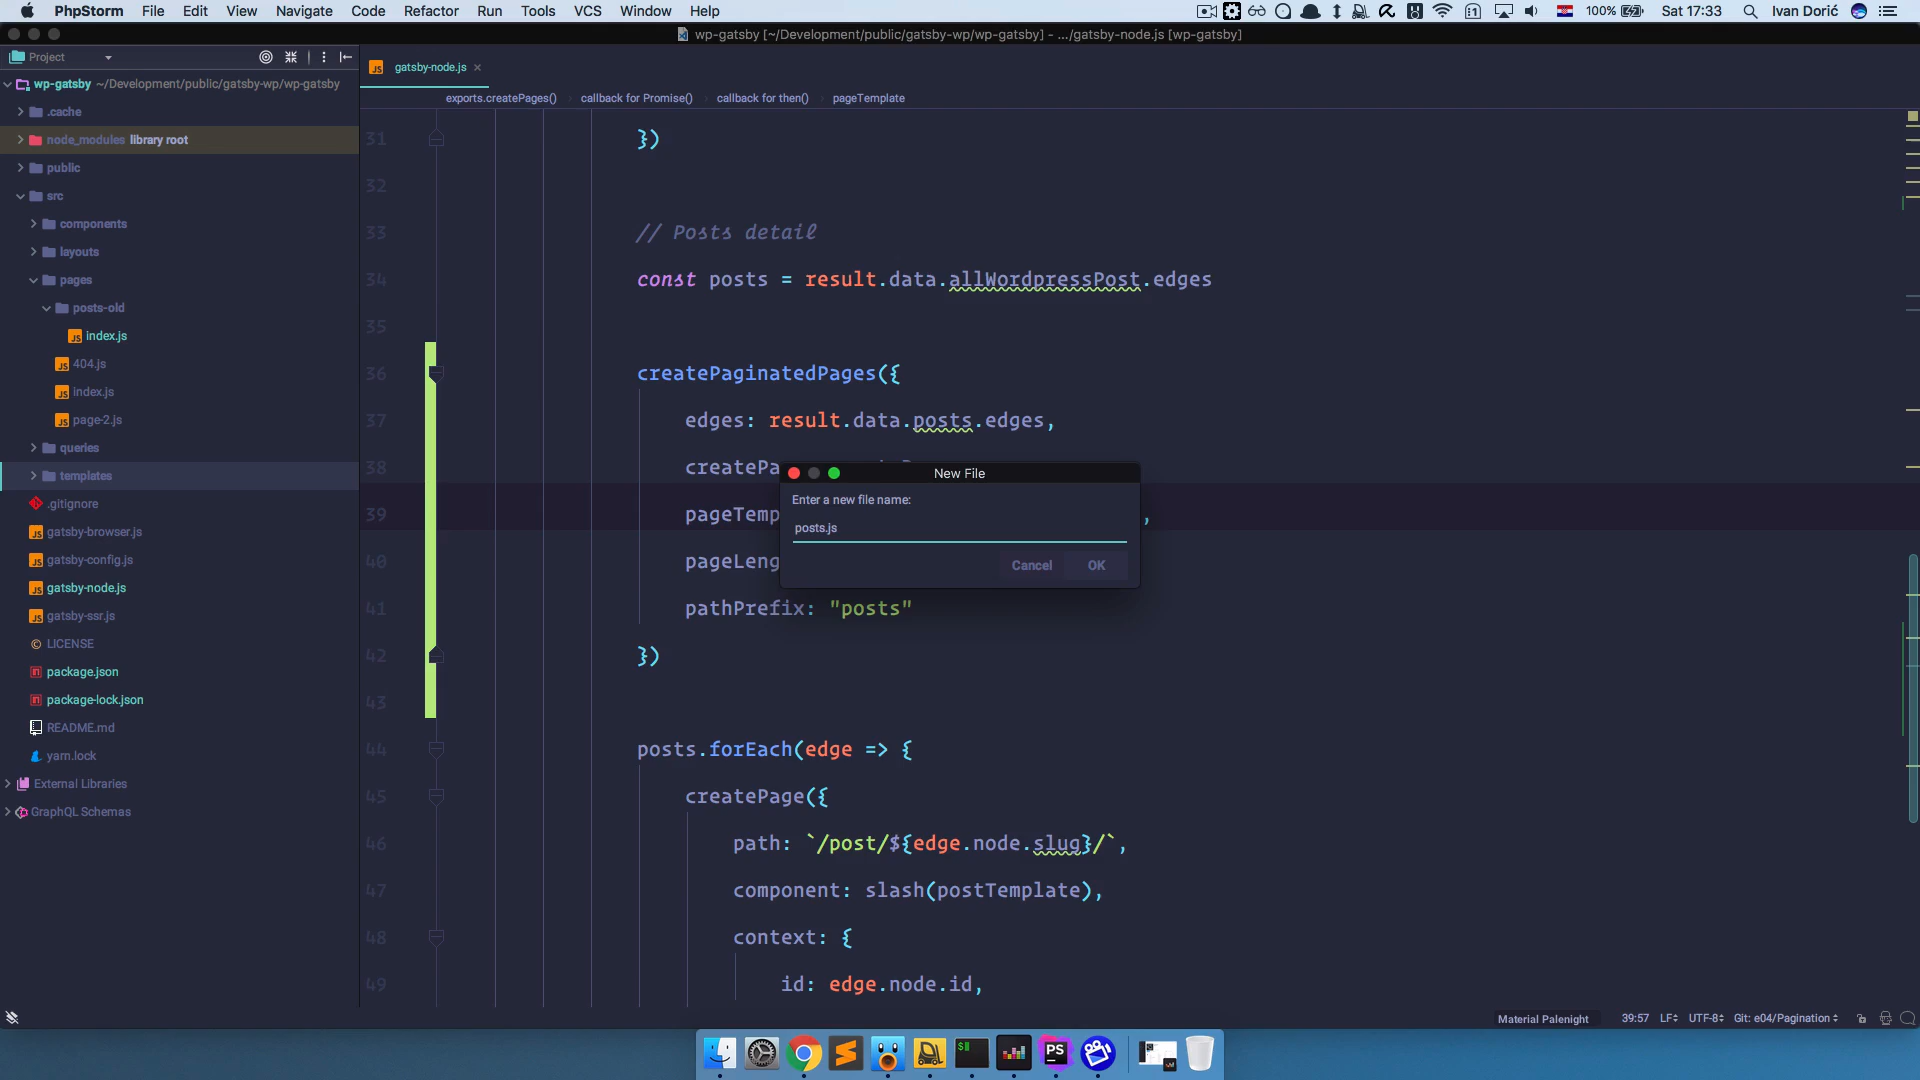 PhpStorm File Edit View Navigate Code Refactor Run Tools VCS Window Help 100% Sat 17:33 Ivan Dorić
wp-gatsby [~/Development/public/gatsby-wp/wp-gatsby] - .../gatsby-node.js [wp-gatsby]
Project
gatsby-node.js
exports.createPages() callback for Promise() callback for then() pageTemplate
wp-gatsby ~/Development/public/gatsby-wp/wp-gatsby
.cache
node_modules library root
public
src
components
layouts
pages
posts-old
index.js
404.js
index.js
page-2.js
queries
templates
.gitignore
gatsby-browser.js
gatsby-config.js
gatsby-node.js
gatsby-ssr.js
LICENSE
package.json
package-lock.json
README.md
yarn.lock
External Libraries
GraphQL Schemas
31 })
32
33 // Posts detail
34 const posts = result.data.allWordpressPost.edges
35
36 createPaginatedPages({
37 edges: result.data.posts.edges,
38 createPa
39 pageTemp ,
40 pageLeng
41 pathPrefix: "posts"
42 })
43
44 posts.forEach(edge => {
45 createPage({
46 path: `/post/${edge.node.slug}/`,
47 component: slash(postTemplate),
48 context: {
49 id: edge.node.id,
New File
Enter a new file name:
posts.js
Cancel OK
Material Palenight 39:57 LF UTF-8 Git: e04/Pagination
PS